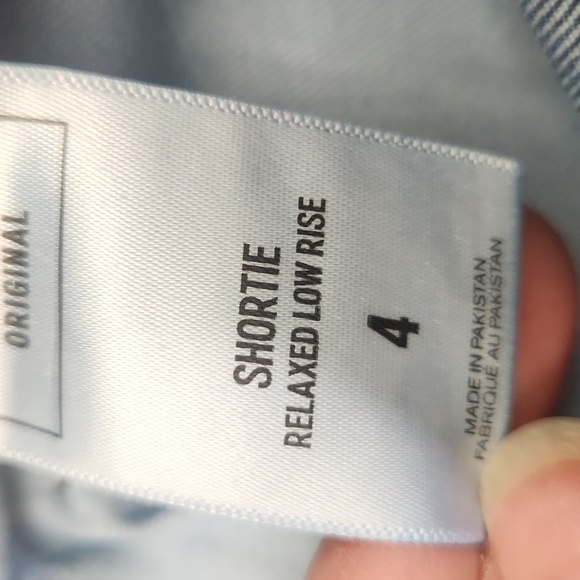 ORIGINAL
SHORTIE
RELAXED LOW RISE
4
MADE IN PAKISTAN
FABRIQUÉ AU PAKISTAN